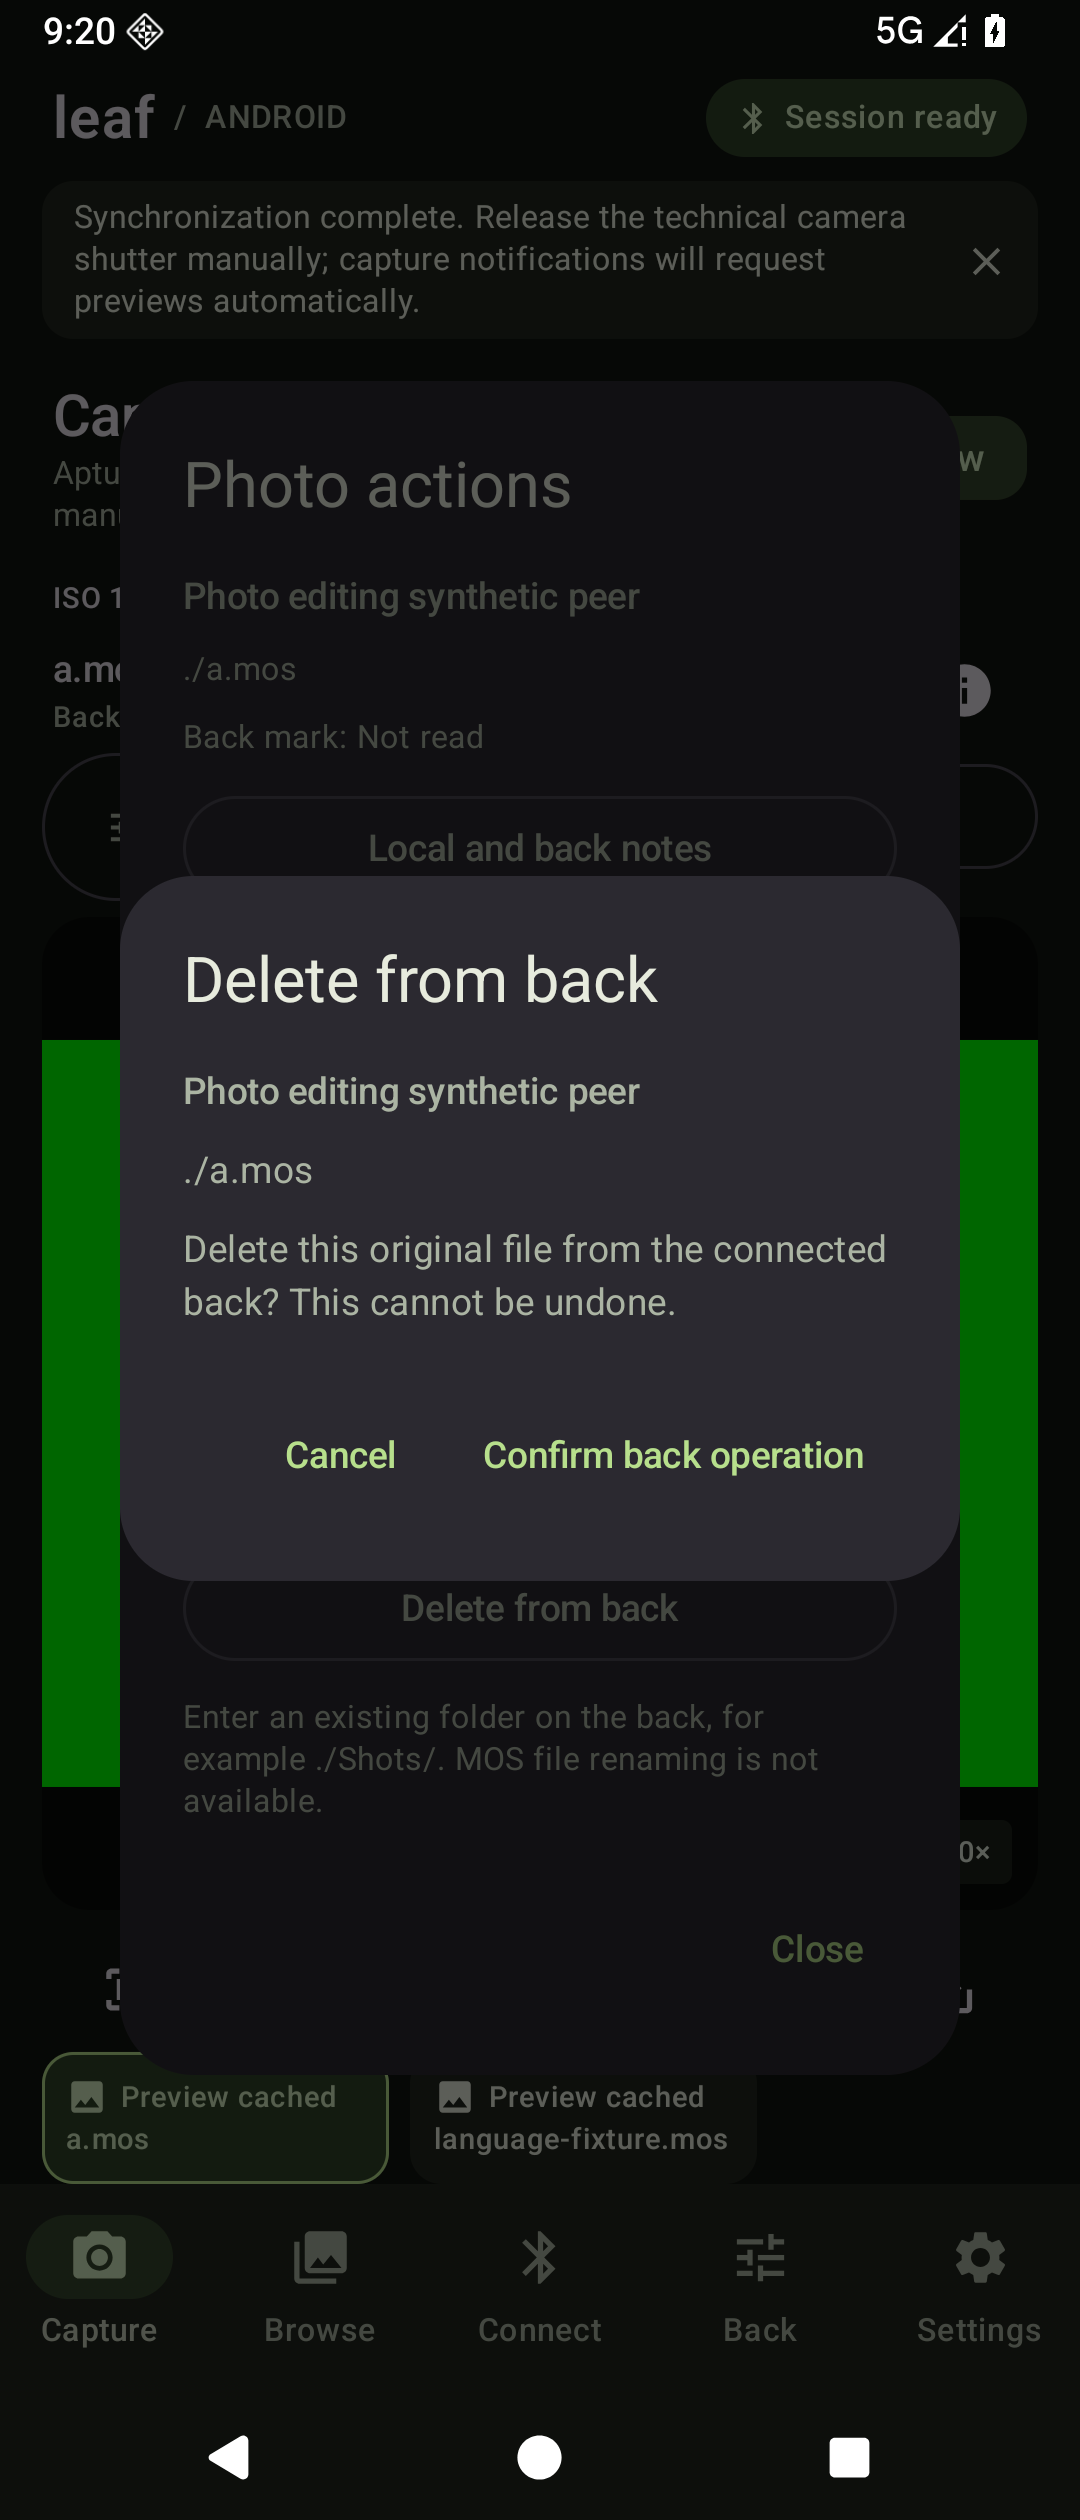 9:20
5G
leaf / ANDROID
Session ready
Synchronization complete. Release the technical camera
shutter manually; capture notifications will request
previews automatically.
Photo actions
Photo editing synthetic peer
./a.mos
Back mark: Not read
ISO
Back
Local and back notes
Delete from back
Photo editing synthetic peer
./a.mos
Delete this original file from the connected
back? This cannot be undone.
Cancel
Confirm back operation
Delete from back
Enter an existing folder on the back, for
example ./Shots/. MOS file renaming is not
available.
0×
Close
Preview cached
a.mos
Preview cached
language-fixture.mos
Capture
Browse
Connect
Back
Settings